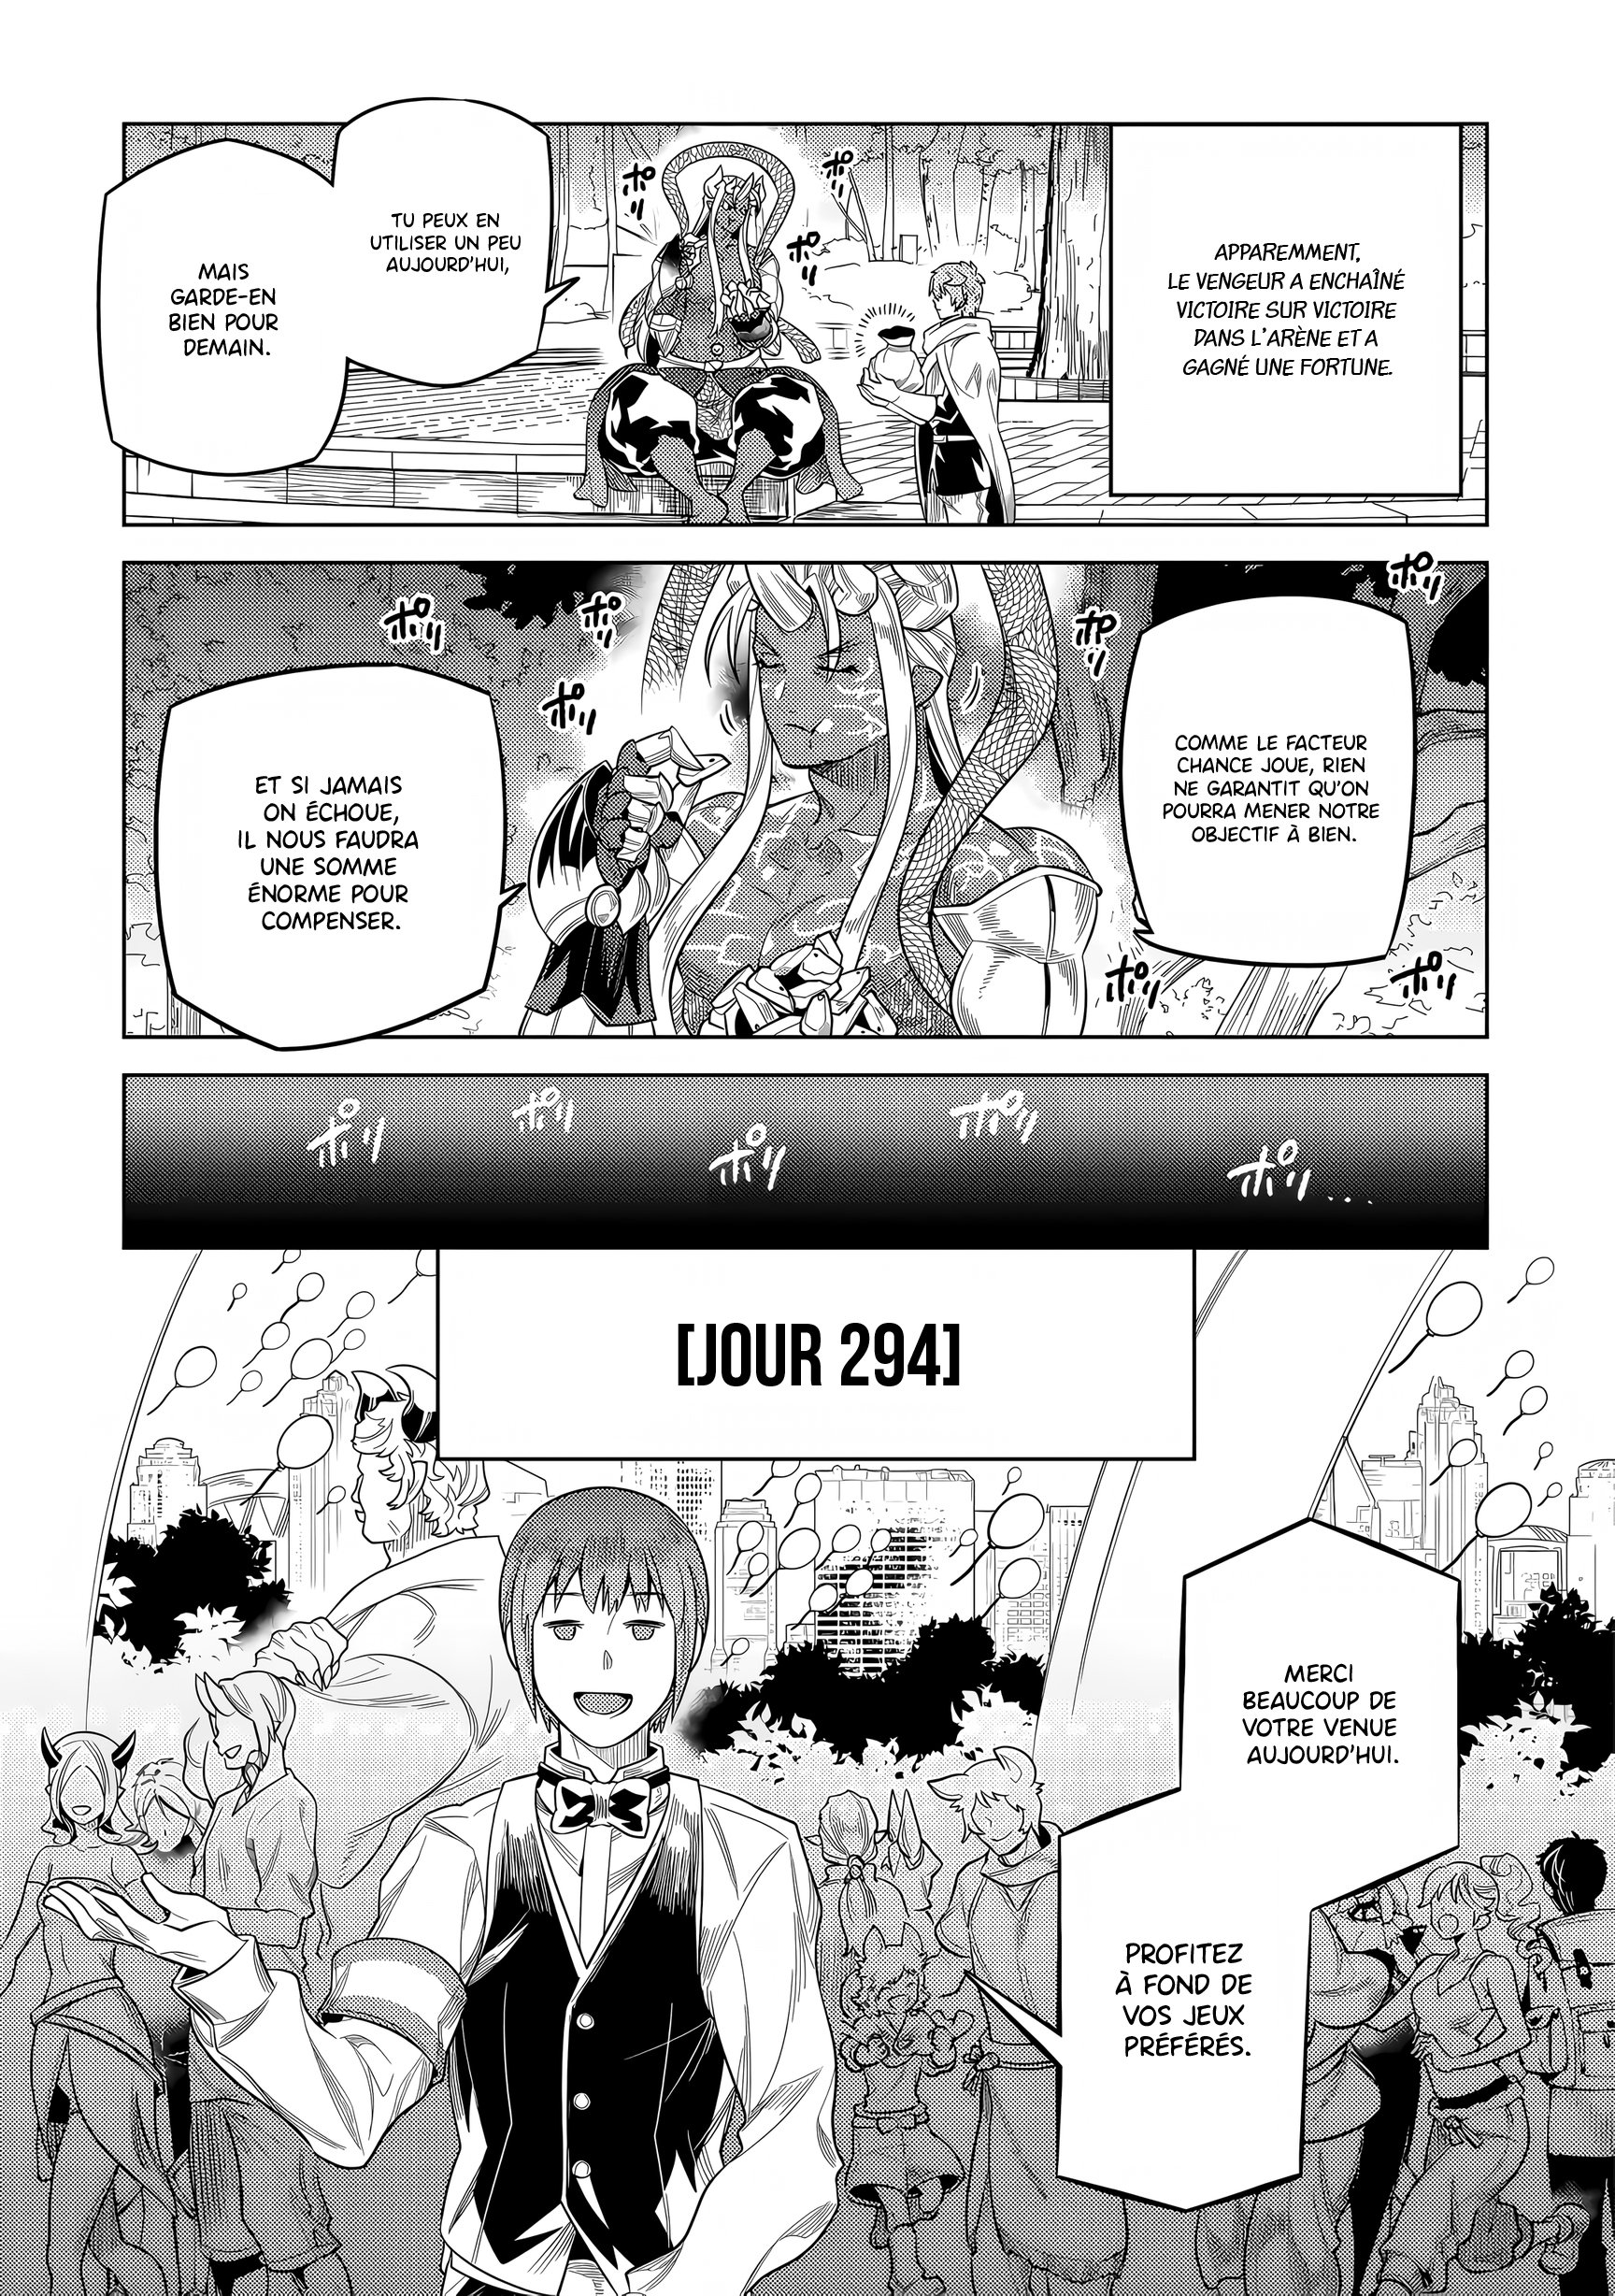 APPAREMMENT,
LE VENGEUR A ENCHAÎNÉ
VICTOIRE SUR VICTOIRE
DANS L'ARÈNE ET A
GAGNÉ UNE FORTUNE.
ポリ
ポリ
ポリ
TU PEUX EN
UTILISER UN PEU
AUJOURD'HUI,
MAIS
GARDE-EN
BIEN POUR
DEMAIN.
ポリ
ポリ
COMME LE FACTEUR
CHANCE JOUE, RIEN
NE GARANTIT QU'ON
POURRA MENER NOTRE
OBJECTIF À BIEN.
ポリ
ポリ
ポリ
ポリ
ポリ
ET SI JAMAIS
ON ÉCHOUE,
IL NOUS FAUDRA
UNE SOMME
ÉNORME POUR
COMPENSER.
ポリ...
ポリ
ポリ
ポリ
ポリ
[JOUR 294]
MERCI
BEAUCOUP DE
VOTRE VENUE
AUJOURD'HUI.
PROFITEZ
À FOND DE
VOS JEUX
PRÉFÉRÉS.